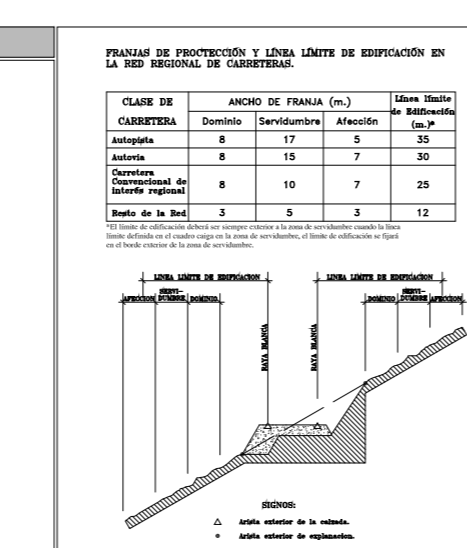 FRANJAS DE PROCTECCIÓN Y LÍNEA LÍMITE DE EDIFICACIÓN EN
LA RED REGIONAL DE CARRETERAS.
CLASE DE CARRETERA ANCHO DE FRANJA (m.) Línea límite de Edificación (m.)*
Dominio Servidumbre Afección
Autopista 8 17 5 35
Autovía 8 15 7 30
Carretera Convencional de interés regional 8 10 7 25
Resto de la Red 3 5 3 12
*El límite de edificación deberá ser siempre exterior a la zona de servidumbre cuando la línea
límite definida en el cuadro caiga en la zona de servidumbre, el límite de edificación se fijará
en el borde exterior de la zona de servidumbre.
LINEA LÍMITE DE EDIFICACION LINEA LÍMITE DE EDIFICACION
AFECCION SERVI-DUMBRE DOMINIO DOMINIO SERVI-DUMBRE AFECCION
RAYA BLANCA RAYA BLANCA
SIGNOS:
Arista exterior de la calzada.
Arista exterior de explanacion.